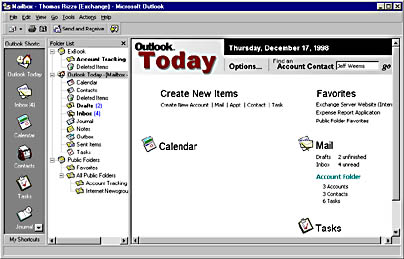 Mailbox - Thomas Rizzo (Exchange) - Microsoft Outlook
File Edit View Go Tools Actions Help
Send and Receive
Outlook Shortc
Outlook Today
Inbox (4)
Calendar
Contacts
Tasks
Journal
My Shortcuts
Folder List
Account Tracking
Deleted Items
Outlook Today - [Mailbox -
Calendar
Contacts
Deleted Items
Drafts (2)
Inbox (4)
Journal
Notes
Outbox
Sent Items
Tasks
Public Folders
Favorites
All Public Folders
Account Tracking
Internet Newsgrou
Outlook
Today
Thursday, December 17, 1998
Options...
Find an
Account Contact Jeff Weems go
Create New Items
Create New Account | Mail | Appt | Contact | Task
Favorites
Exchange Server Website (Inter
Expense Report Application
Public Folder Favorites
Calendar
Mail
Drafts 2 unfinished
Inbox 4 unread
Account Folder
3 Accounts
3 Contacts
6 Tasks
Tasks